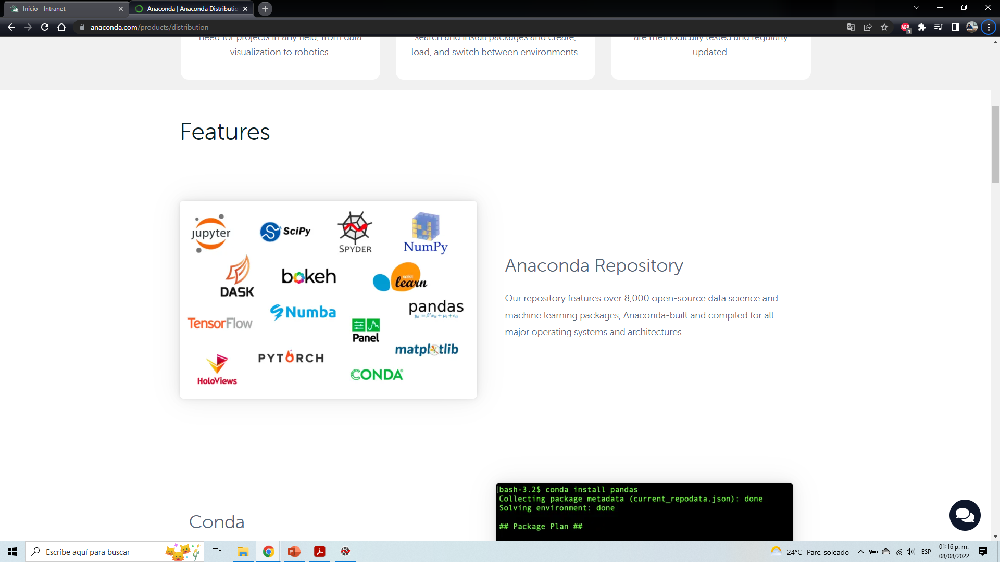 Inicio - Intranet
Anaconda | Anaconda Distributio
anaconda.com/products/distribution
ABP
1
need for projects in any field, from data
visualization to robotics.
search and install packages and create,
load, and switch between environments.
are methodically tested and regularly
updated.
Features
jupyter
SciPy
SPYDER
NumPy
DASK
bokeh
scikit
learn
TensorFlow
Numba
pandas
Panel
matplotlib
HoloViews
PYTORCH
CONDA
Anaconda Repository
Our repository features over 8,000 open-source data science and
machine learning packages, Anaconda-built and compiled for all
major operating systems and architectures.
Conda
[bash-3.2$ conda install pandas
Collecting package metadata (current_repodata.json): done
Solving environment: done
## Package Plan ##
Escribe aquí para buscar
24°C Parc. soleado
ESP
01:16 p. m.
08/08/2022